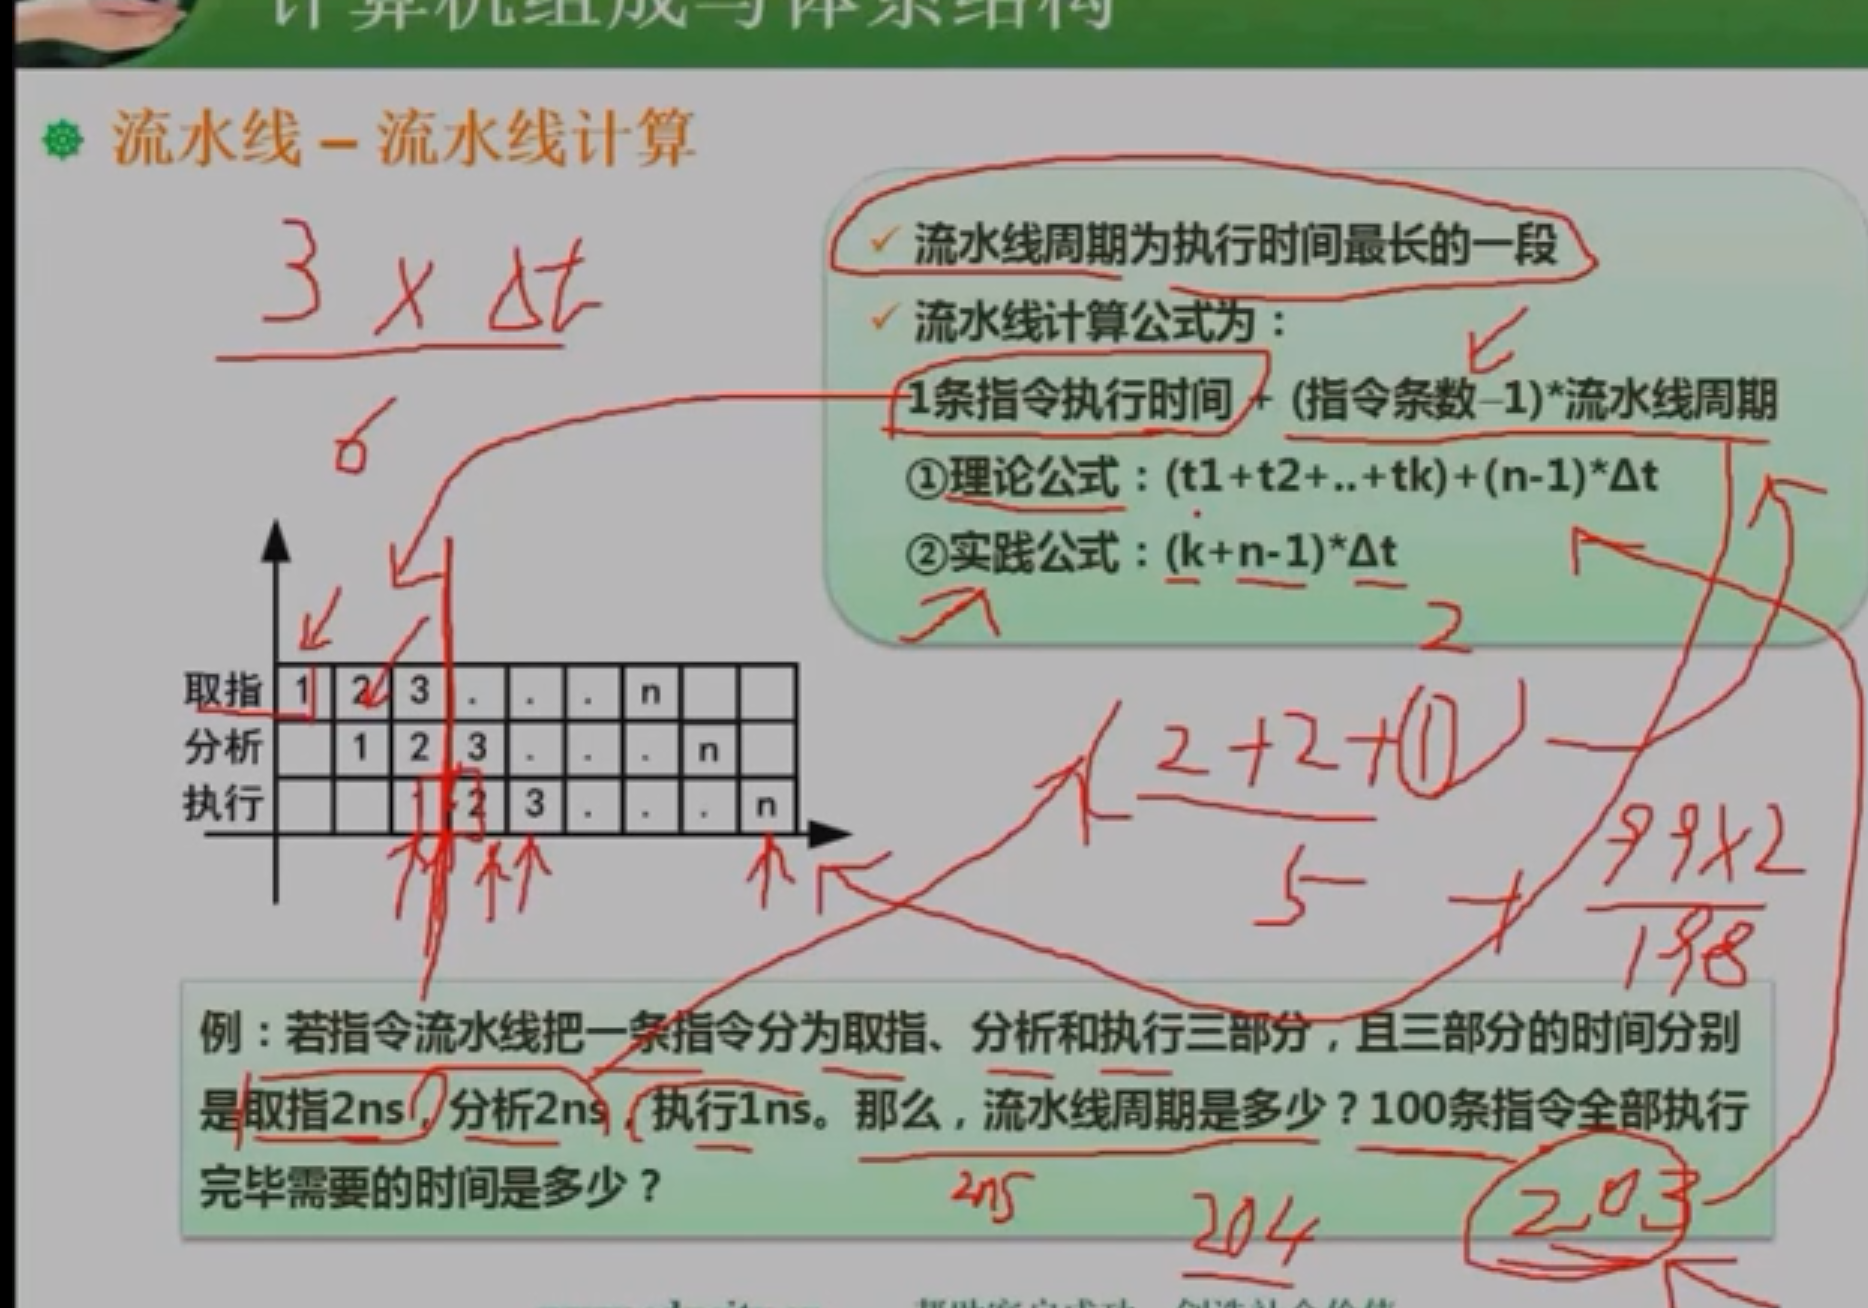 计算机组成与体系结构
流水线 – 流水线计算
3 × Δt
6
✓ 流水线周期为执行时间最长的一段
✓ 流水线计算公式为：
1条指令执行时间 + (指令条数-1)*流水线周期
①理论公式：(t1+t2+..+tk)+(n-1)*Δt
②实践公式：(k+n-1)*Δt
2
取指 1 2 3 . . . n
分析 1 2 3 . . . n
执行 1 2 3 . . . n
(2+2+1)
5 + 99×2
198
例：若指令流水线把一条指令分为取指、分析和执行三部分，且三部分的时间分别
是取指2ns，分析2ns，执行1ns。那么，流水线周期是多少？100条指令全部执行
完毕需要的时间是多少？
2ns
204
203